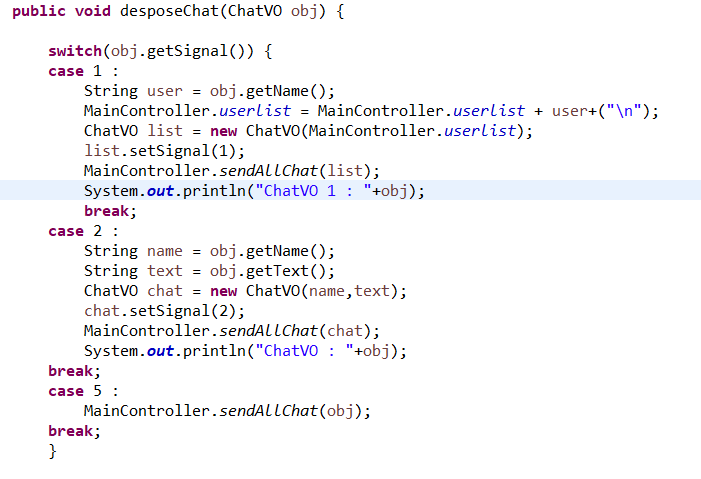 public void desposeChat(ChatVO obj) {
switch(obj.getSignal()) {
case 1 :
String user = obj.getName();
MainController.userlist = MainController.userlist + user+("\n");
ChatVO list = new ChatVO(MainController.userlist);
list.setSignal(1);
MainController.sendAllChat(list);
System.out.println("ChatVO 1 : "+obj);
break;
case 2 :
String name = obj.getName();
String text = obj.getText();
ChatVO chat = new ChatVO(name,text);
chat.setSignal(2);
MainController.sendAllChat(chat);
System.out.println("ChatVO : "+obj);
break;
case 5 :
MainController.sendAllChat(obj);
break;
}